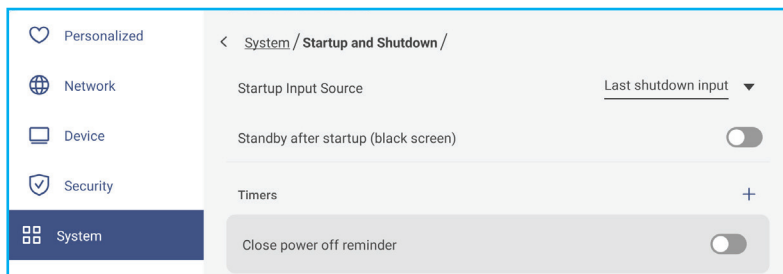 Personalized
Network
Device
Security
System
< System / Startup and Shutdown /
Startup Input Source Last shutdown input
Standby after startup (black screen)
Timers +
Close power off reminder